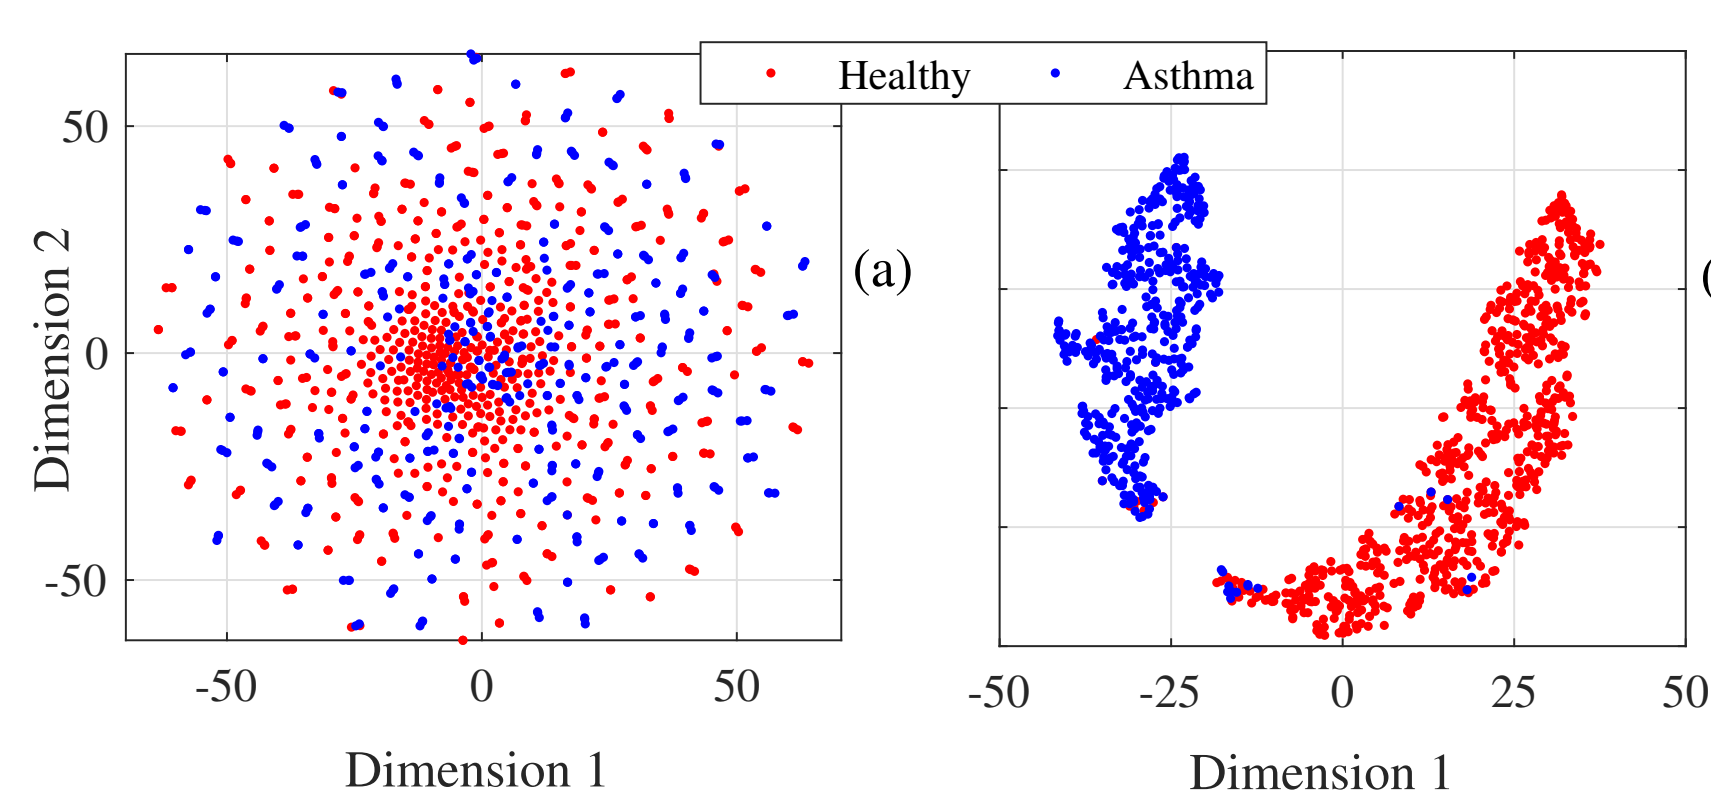 Healthy Asthma
50
0
-50
Dimension 2
-50 0 50
Dimension 1
(a)
-50 -25 0 25 50
Dimension 1
(